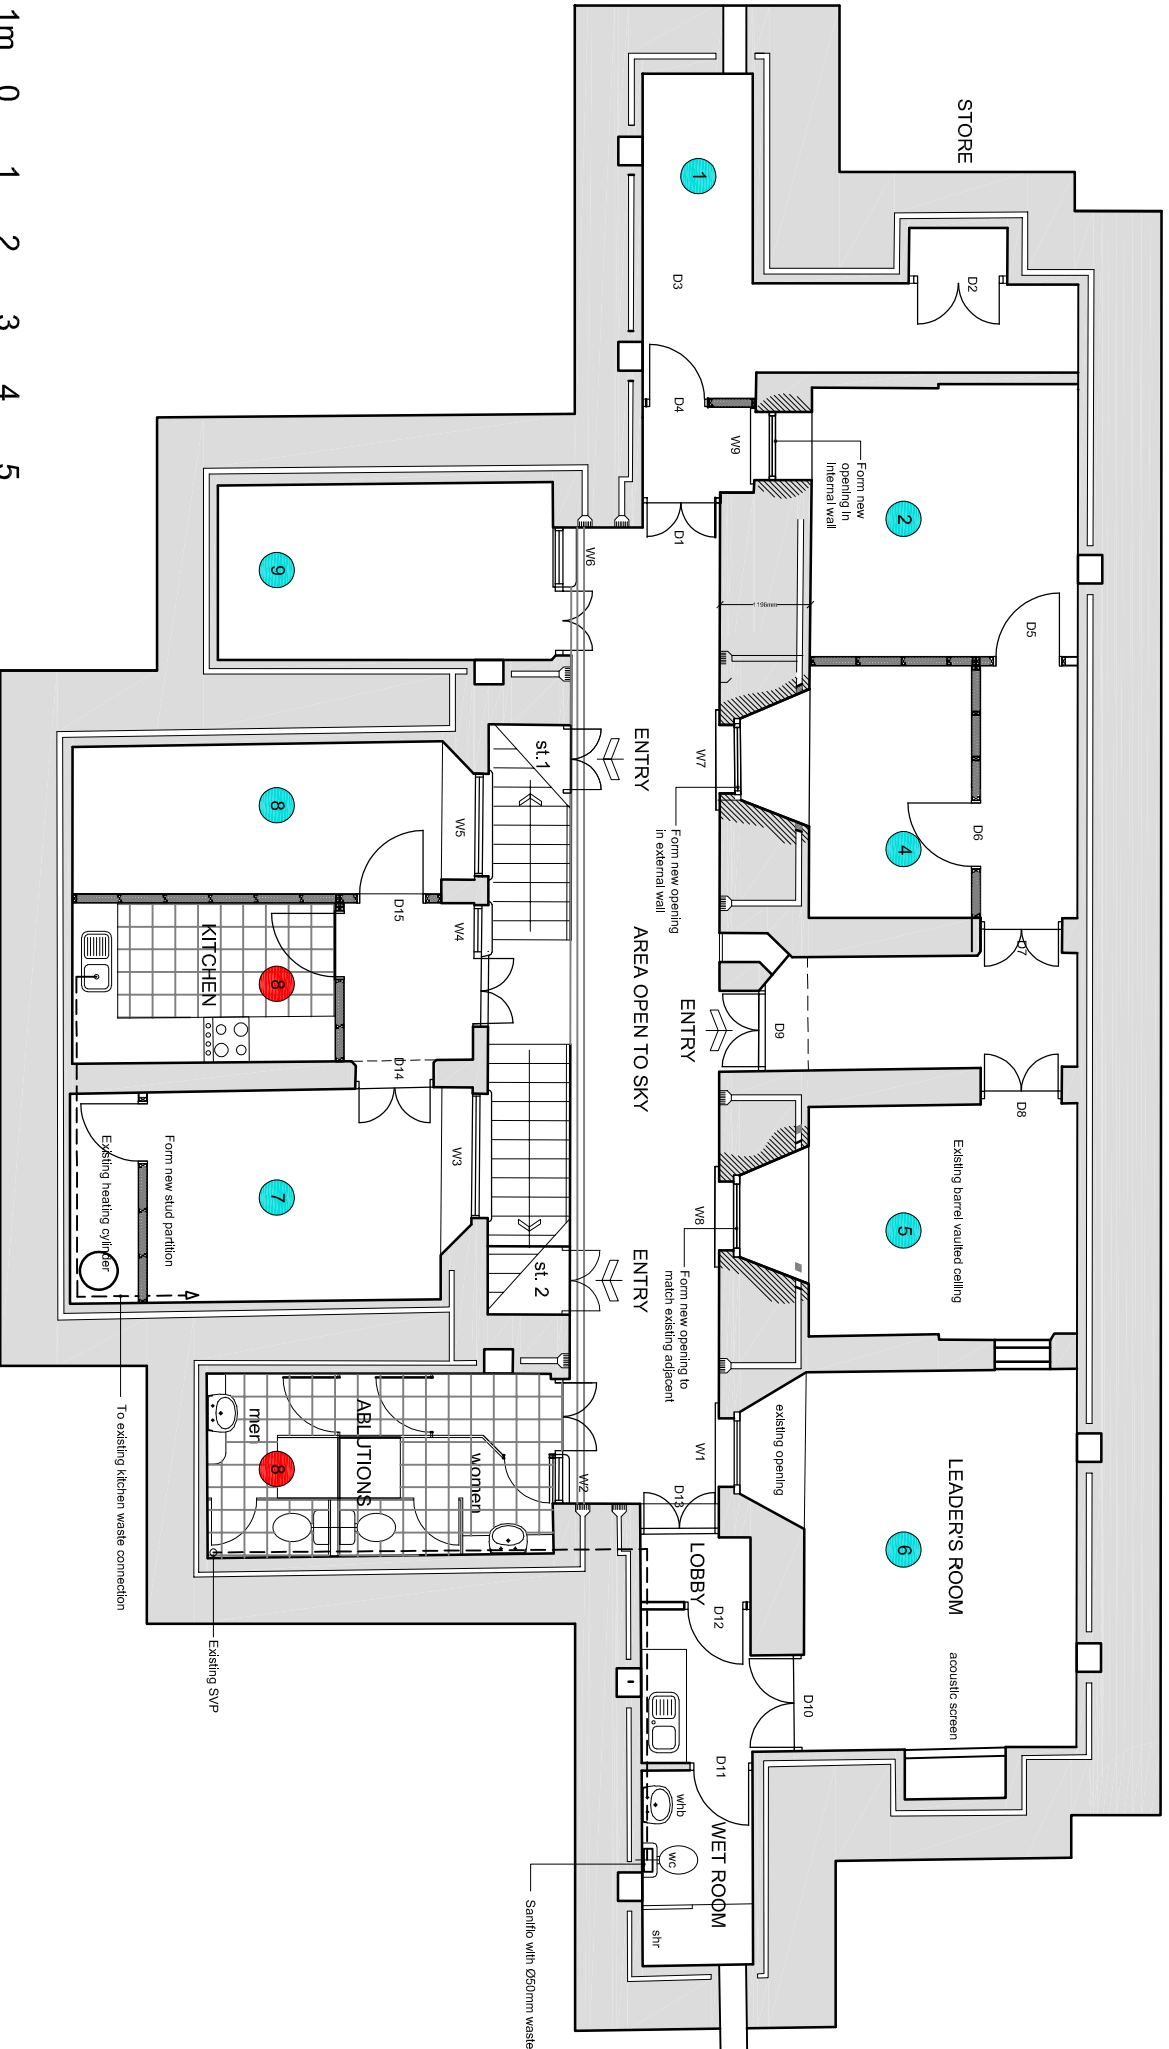 STORE
1
D2
D3
D4
W9
Form new
opening in
internal wall
2
D1
W6
9
1196mm
D5
ENTRY
st.1
W7
Form new opening
in external wall
D6
4
8
W5
D15
W4
KITCHEN
8
AREA OPEN TO SKY
ENTRY
D7
D9
D14
D8
W3
7
Form new stud partition
Existing heating cylinder
Existing barrel vaulted ceiling
5
W8
Form new opening to
match existing adjacent
ENTRY
st. 2
To existing kitchen waste connection
men
ABLUTIONS
women
8
W2
W1
existing opening
D13
LOBBY
LEADER'S ROOM
6
acoustic screen
D12
D10
D11
Existing SVP
whb
wc
WET ROOM
shr
Saniflo with Ø50mm waste
1m 0 1 2 3 4 5